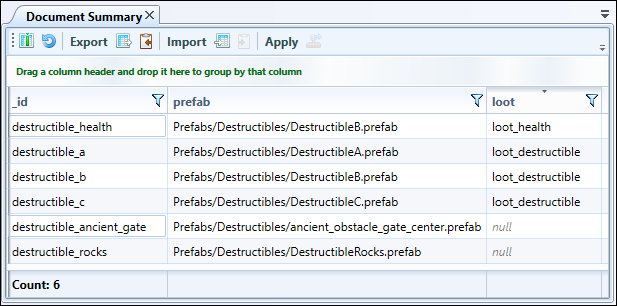 Document Summary
Export Import Apply
Drag a column header and drop it here to group by that column
_id prefab loot
destructible_health Prefabs/Destructibles/DestructibleB.prefab loot_health
destructible_a Prefabs/Destructibles/DestructibleA.prefab loot_destructible
destructible_b Prefabs/Destructibles/DestructibleB.prefab loot_destructible
destructible_c Prefabs/Destructibles/DestructibleC.prefab loot_destructible
destructible_ancient_gate Prefabs/Destructibles/ancient_obstacle_gate_center.prefab null
destructible_rocks Prefabs/Destructibles/DestructibleRocks.prefab null
Count: 6